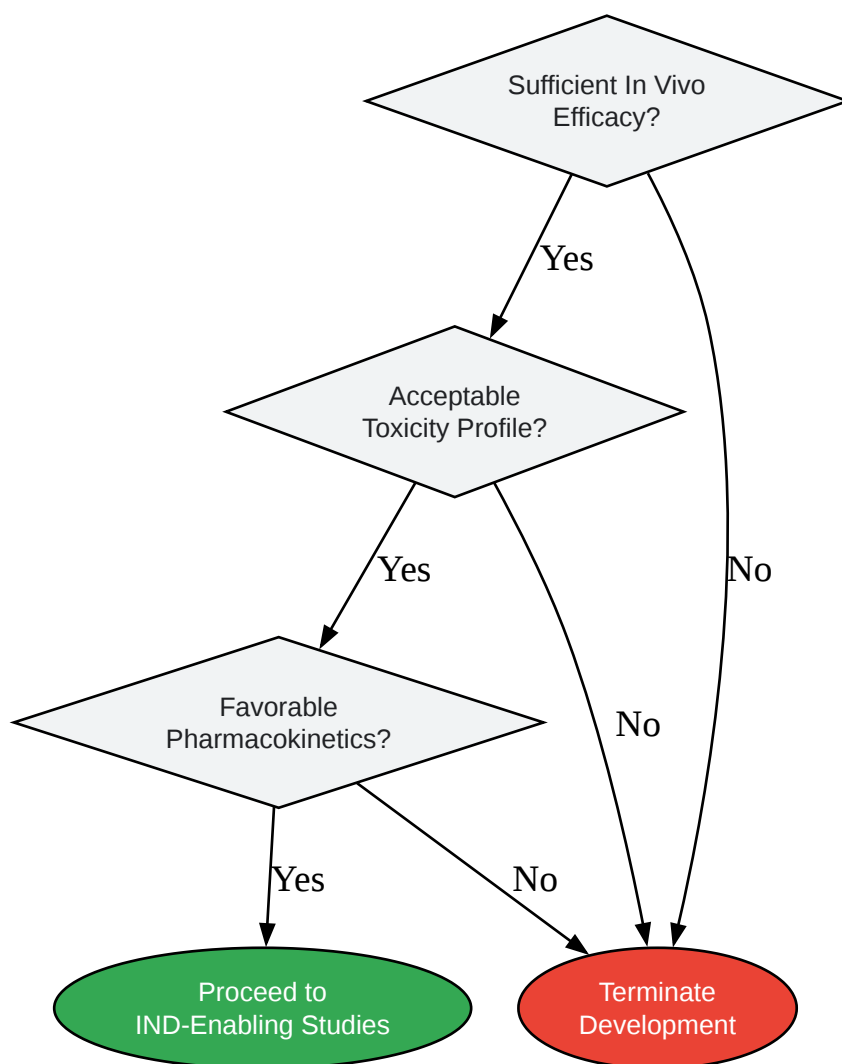 Sufficient In Vivo
Efficacy?
Yes
Acceptable
Toxicity Profile?
Yes
No
Favorable
Pharmacokinetics?
No
Yes
No
Proceed to
IND-Enabling Studies
Terminate
Development